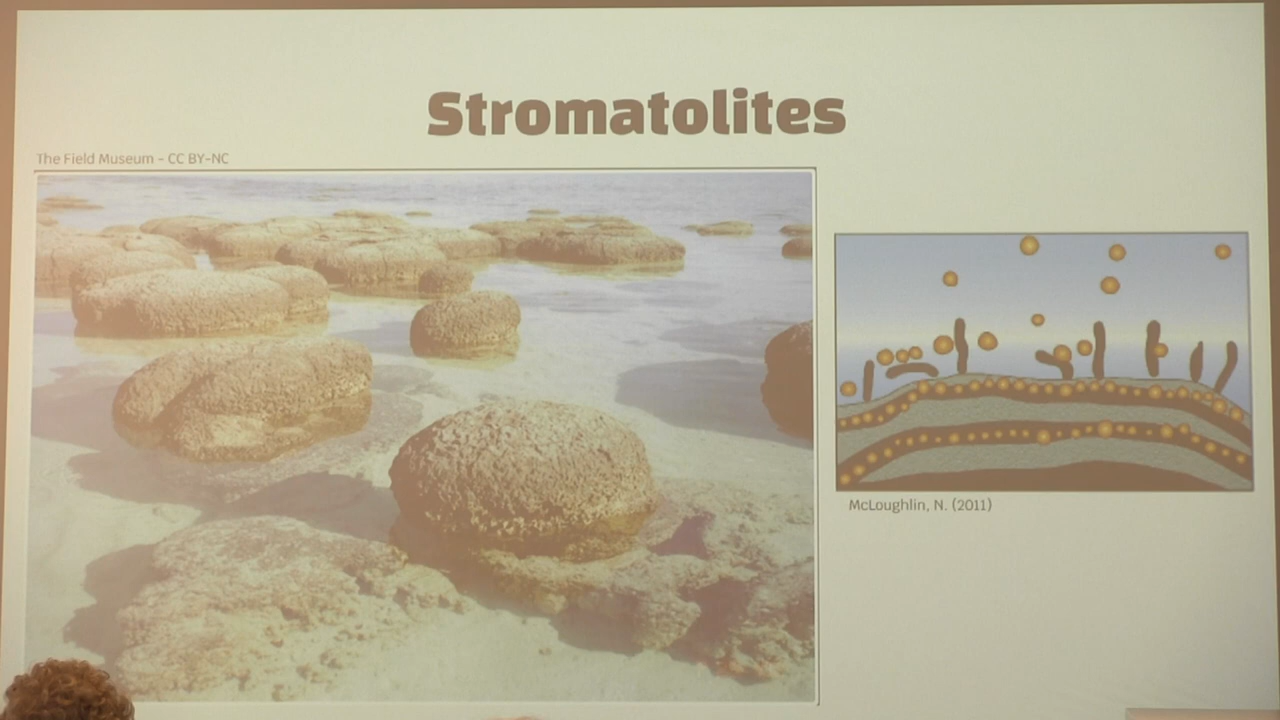 Stromatolites
The Field Museum - CC BY-NC
McLoughlin, N. (2011)